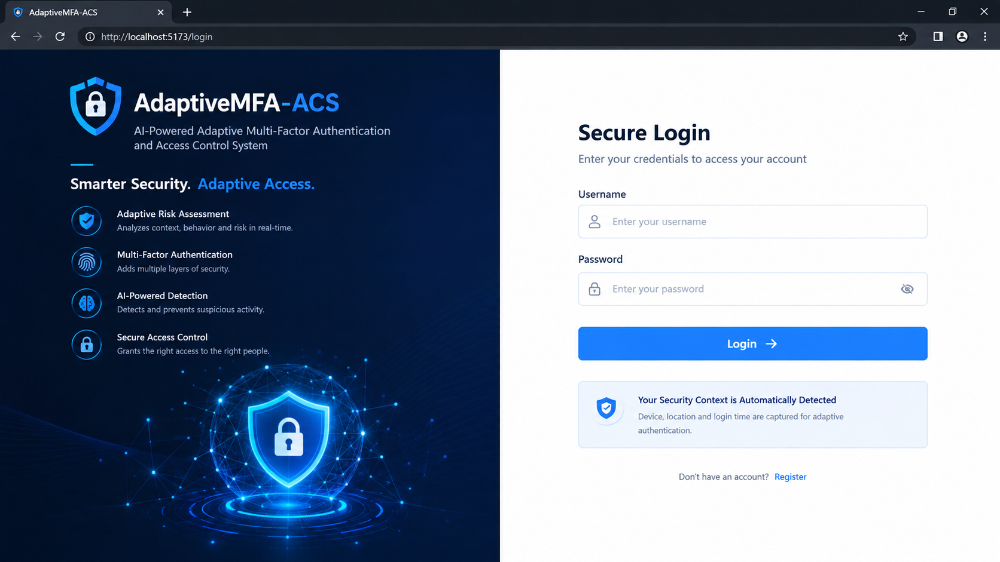 AdaptiveMFA-ACS
http://localhost:5173/login
AdaptiveMFA-ACS
AI-Powered Adaptive Multi-Factor Authentication
and Access Control System
Smarter Security. Adaptive Access.
Adaptive Risk Assessment
Analyzes context, behavior and risk in real-time.
Multi-Factor Authentication
Adds multiple layers of security.
AI-Powered Detection
Detects and prevents suspicious activity.
Secure Access Control
Grants the right access to the right people.
Secure Login
Enter your credentials to access your account
Username
Enter your username
Password
Enter your password
Login
Your Security Context is Automatically Detected
Device, location and login time are captured for adaptive
authentication.
Don't have an account? Register